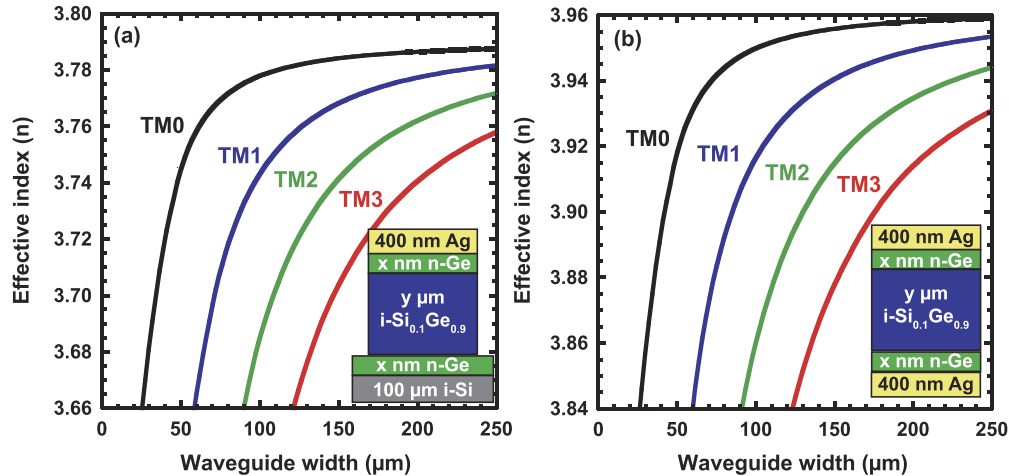 (a)
Effective index (n)
3.80
3.78
3.76
3.74
3.72
3.70
3.68
3.66
TM0
TM1
TM2
TM3
400 nm Ag
x nm n-Ge
y µm
i-Si0.1Ge0.9
x nm n-Ge
100 µm i-Si
0 50 100 150 200 250
Waveguide width (µm)
(b)
Effective index (n)
3.96
3.94
3.92
3.90
3.88
3.86
3.84
TM0
TM1
TM2
TM3
400 nm Ag
x nm n-Ge
y µm
i-Si0.1Ge0.9
x nm n-Ge
400 nm Ag
0 50 100 150 200 250
Waveguide width (µm)